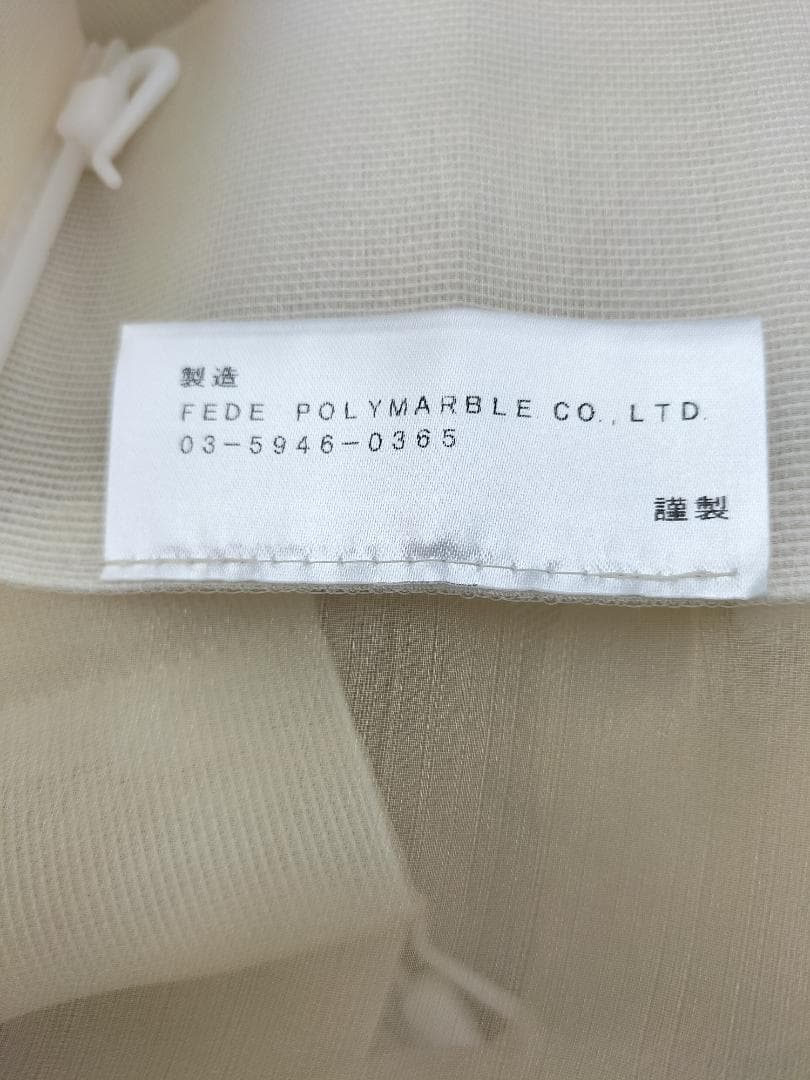 製造
FEDE POLYMARBLE CO.,LTD.
03-5946-0365
謹製